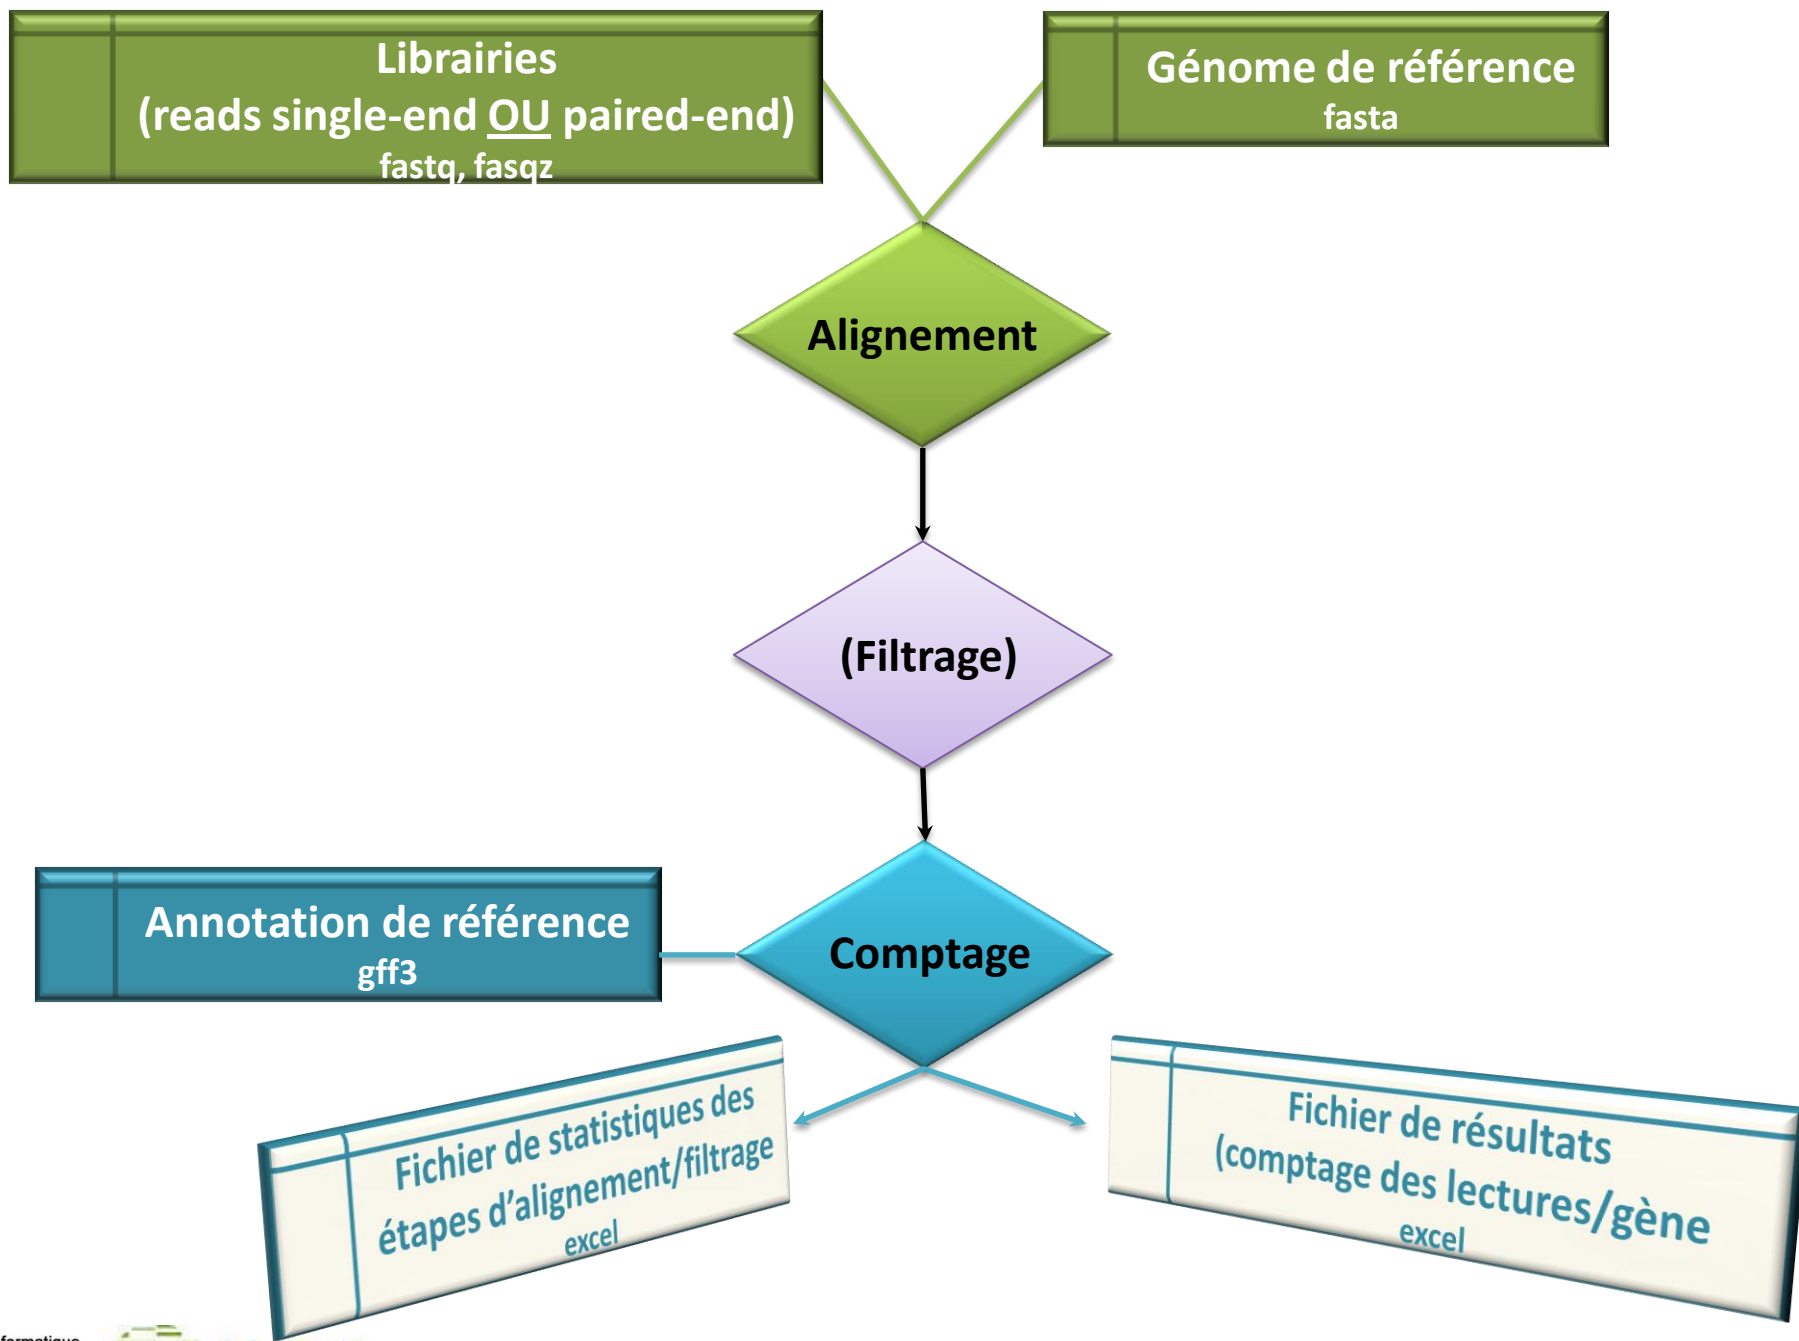 Librairies
(reads single-end OU paired-end)
fastq, fasqz
Génome de référence
fasta
Alignement
(Filtrage)
Annotation de référence
gff3
Comptage
Fichier de statistiques des
étapes d'alignement/filtrage
excel
Fichier de résultats
(comptage des lectures/gène
excel